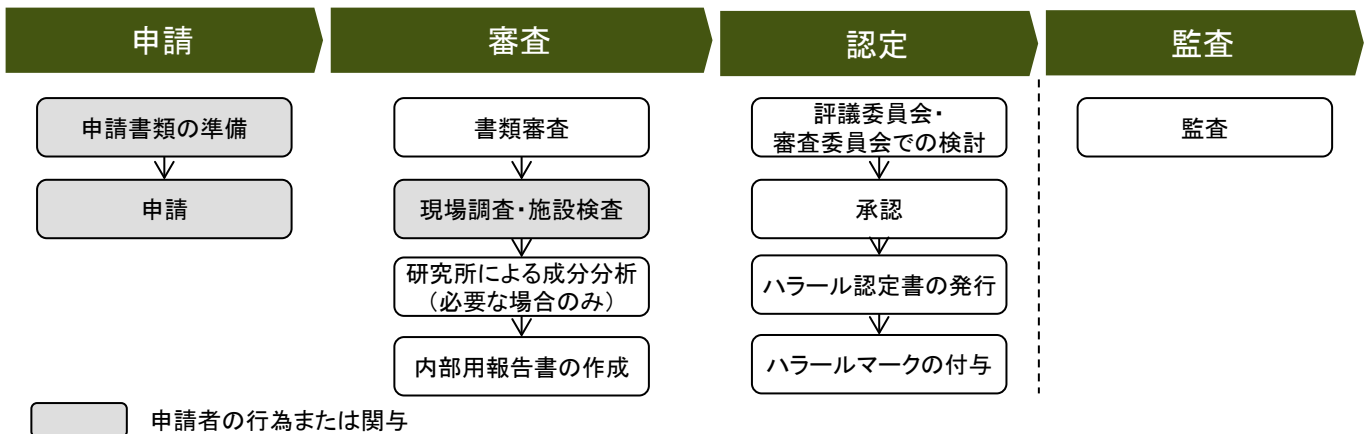 申請
審査
認定
監査
申請書類の準備
申請
書類審査
現場調査・施設検査
研究所による成分分析
（必要な場合のみ）
内部用報告書の作成
評議委員会・
審査委員会での検討
承認
ハラール認定書の発行
ハラールマークの付与
監査
申請者の行為または関与